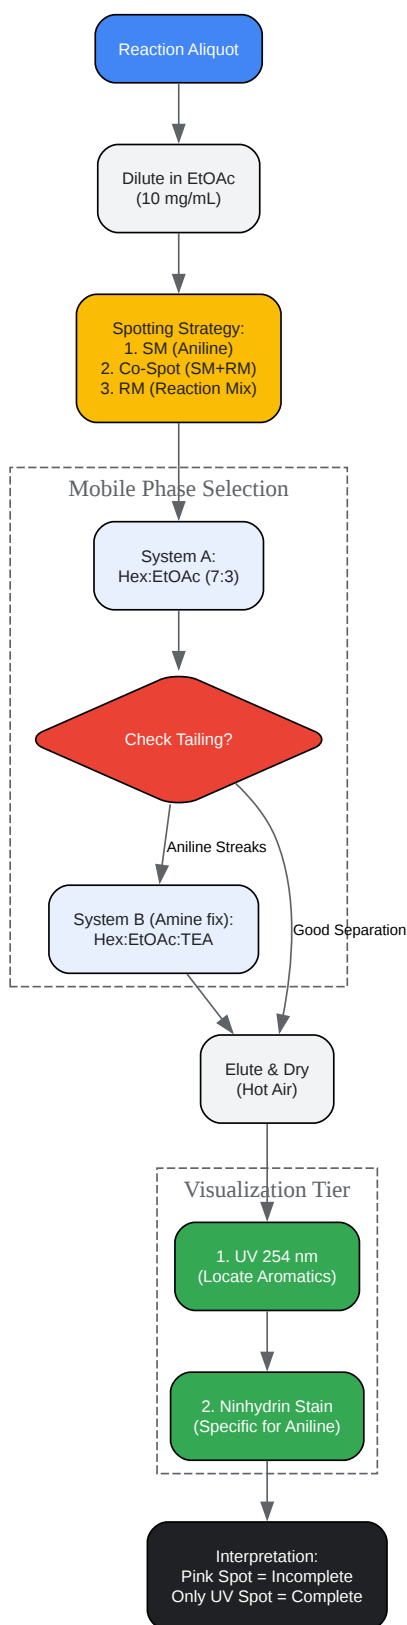 Reaction Aliquot
Dilute in EtOAc
(10 mg/mL)
Spotting Strategy:
1. SM (Aniline)
2. Co-Spot (SM+RM)
3. RM (Reaction Mix)
Mobile Phase Selection
System A:
Hex:EtOAc (7:3)
Check Tailing?
Aniline Streaks
System B (Amine fix):
Hex:EtOAc:TEA
Good Separation
Elute & Dry
(Hot Air)
Visualization Tier
1. UV 254 nm
(Locate Aromatics)
2. Ninhydrin Stain
(Specific for Aniline)
Interpretation:
Pink Spot = Incomplete
Only UV Spot = Complete